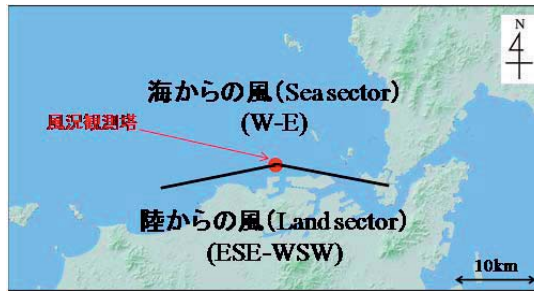 N
海からの風（Sea sector）
(W-E)
風況観測塔
陸からの風（Land sector）
(ESE-WSW)
10km